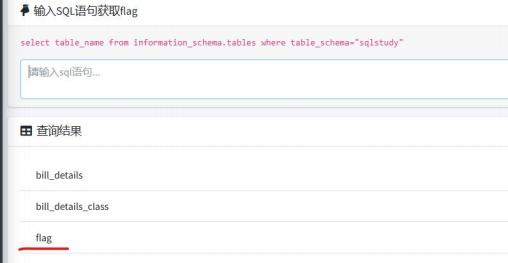 输入SQL语句获取flag
select table_name from information_schema.tables where table_schema="sqlstudy"
请输入sql语句...
查询结果
bill_details
bill_details_class
flag